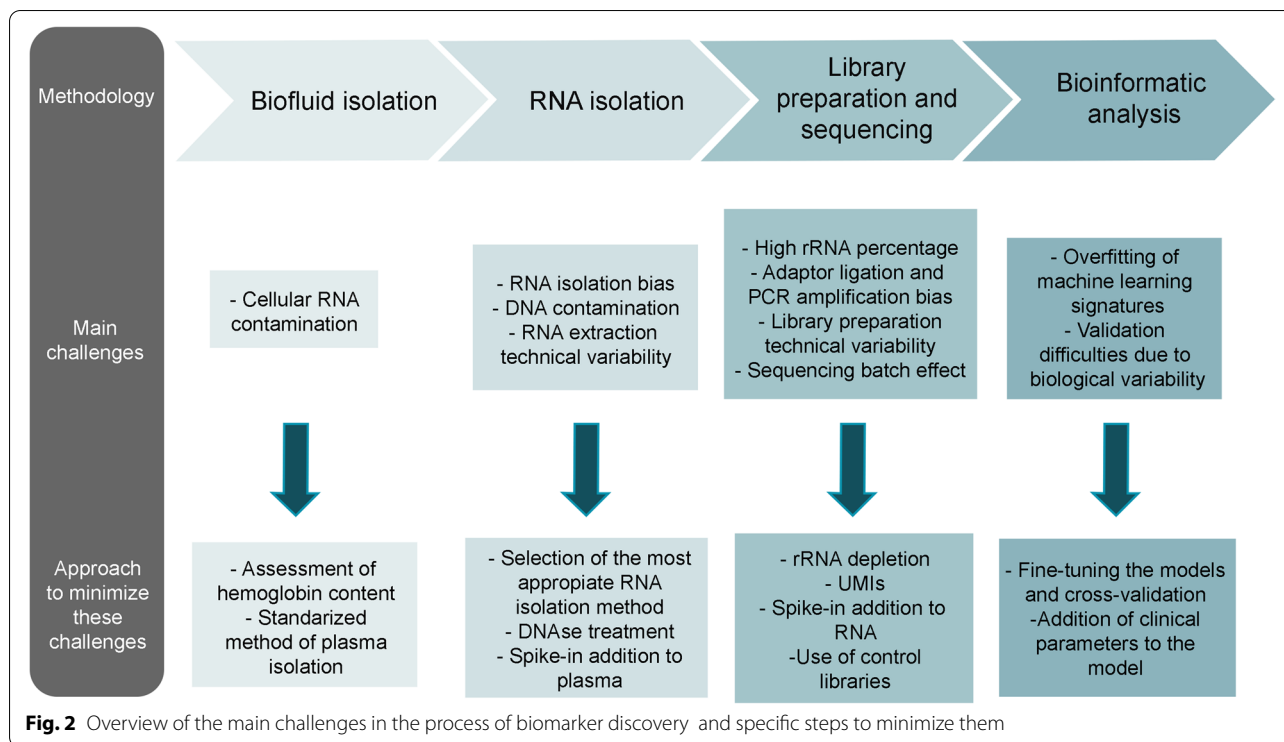 Methodology
Biofluid isolation
RNA isolation
Library
preparation and
sequencing
Bioinformatic
analysis
Main
challenges
- Cellular RNA
contamination
- RNA isolation bias
- DNA contamination
- RNA extraction
technical variability
- High rRNA percentage
- Adaptor ligation and
PCR amplification bias
- Library preparation
technical variability
- Sequencing batch effect
- Overfitting of
machine learning
signatures
- Validation
difficulties due to
biological variability
Approach
to minimize
these
challenges
- Assessment of
hemoglobin content
- Standarized
method of plasma
isolation
- Selection of the most
appropiate RNA
isolation method
- DNAse treatment
- Spike-in addition to
plasma
- rRNA depletion
- UMIs
- Spike-in addition to
RNA
-Use of control
libraries
- Fine-tuning the models
and cross-validation
-Addition of clinical
parameters to the
model
Fig. 2 Overview of the main challenges in the process of biomarker discovery and specific steps to minimize them